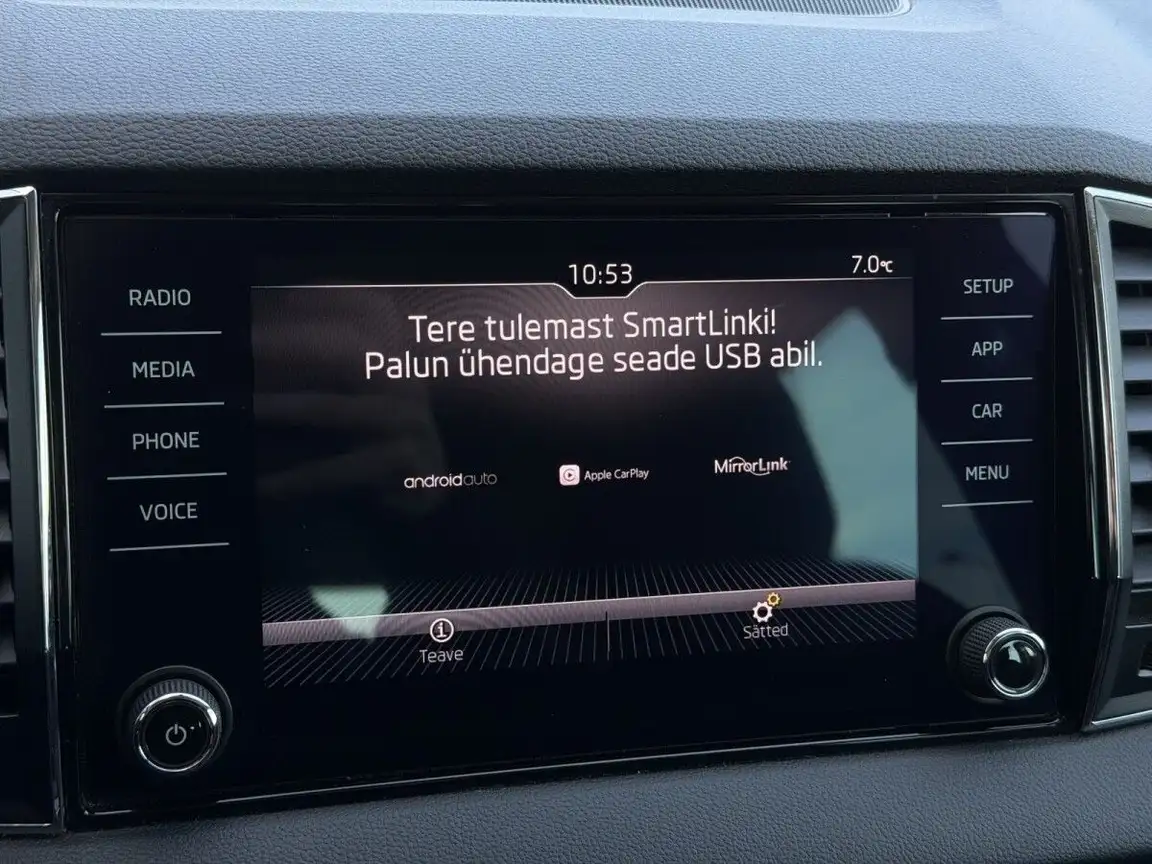 10:53
7.0°C
RADIO
MEDIA
PHONE
VOICE
Tere tulemast SmartLinki!
Palun ühendage seade USB abil.
androidauto
Apple CarPlay
MirrorLink
Teave
Sätted
SETUP
APP
CAR
MENU